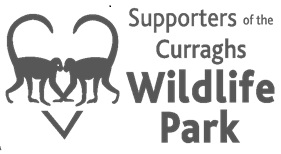 Supporters of the
Curraghs
Wildlife
Park